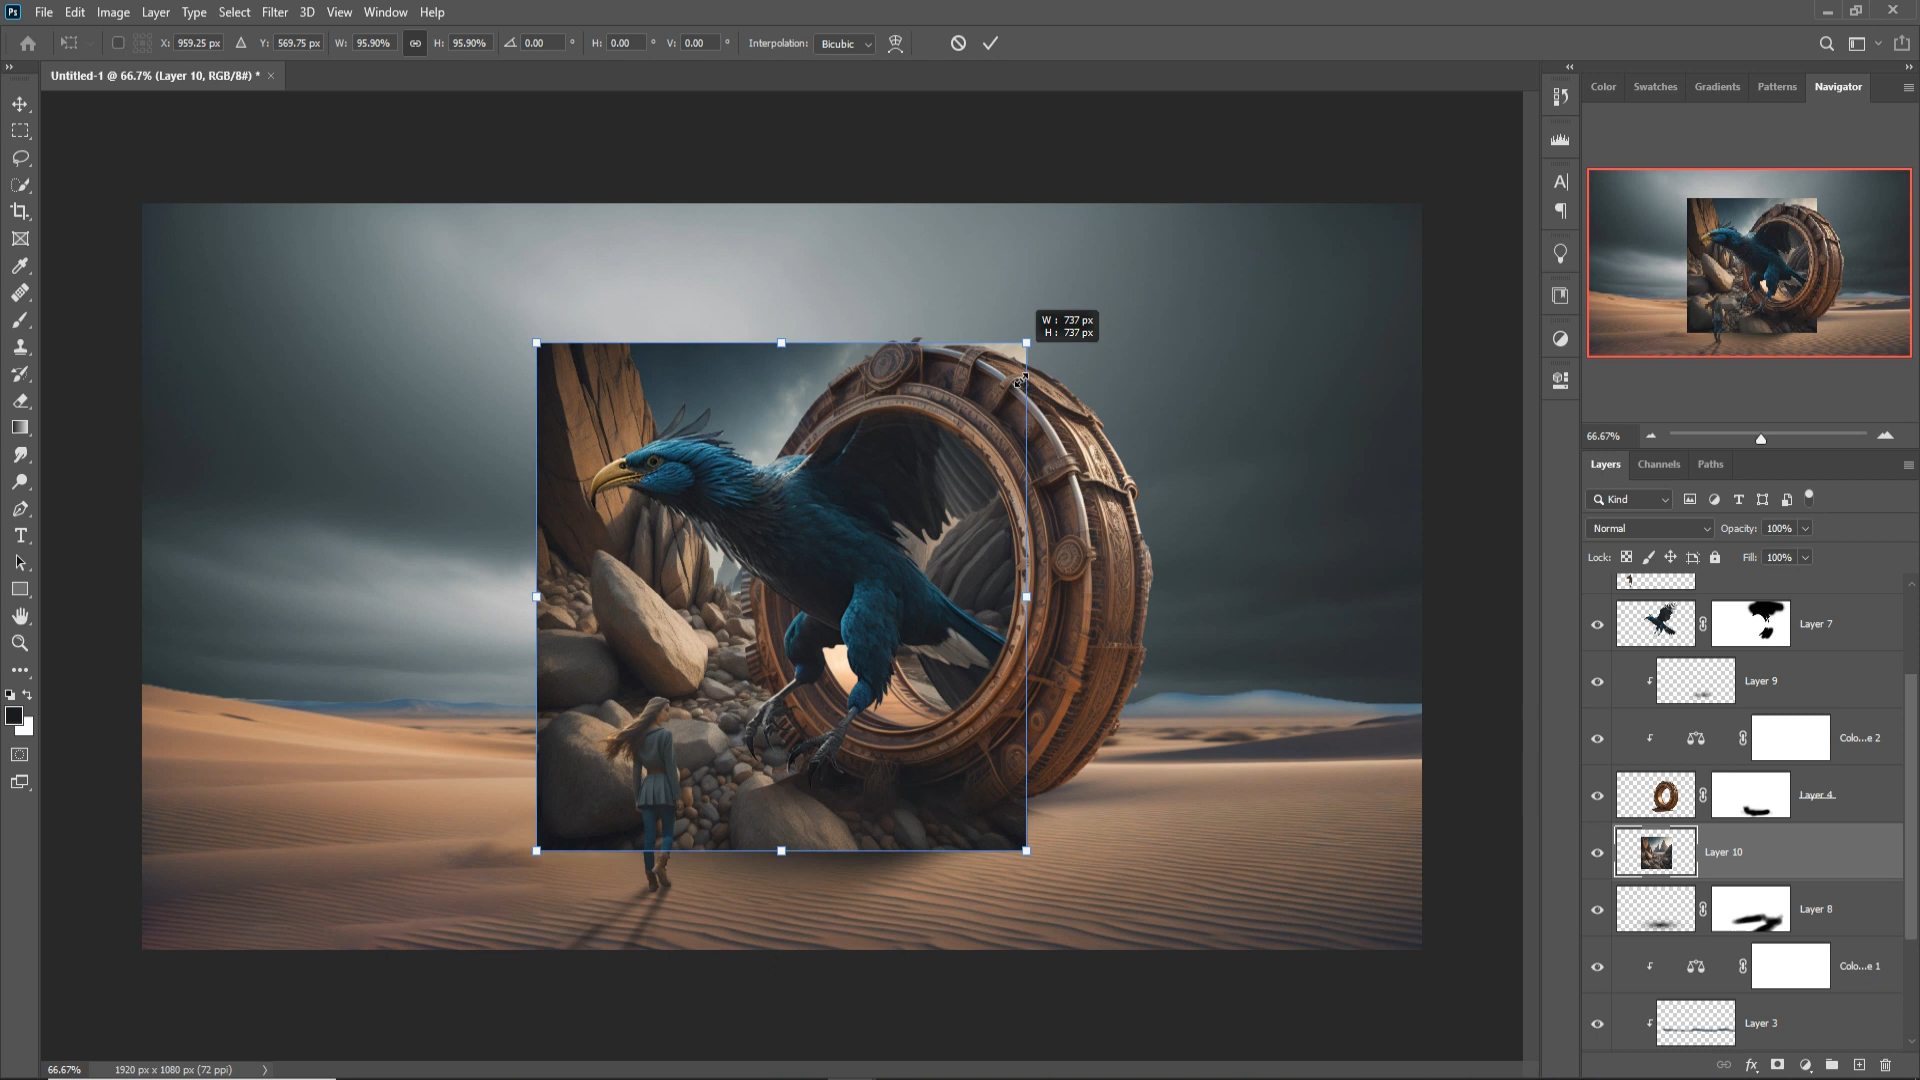 Ps File Edit Image Layer Type Select Filter 3D View Window Help
X: 959.25 px Y: 569.75 px W: 95.90% H: 95.90% 0.00 ° H: 0.00 ° V: 0.00 ° Interpolation: Bicubic
Untitled-1 @ 66.7% (Layer 10, RGB/8#) * ×
Color Swatches Gradients Patterns Navigator
W : 737 px
H : 737 px
66.67%
Layers Channels Paths
Kind
Normal Opacity: 100%
Lock: Fill: 100%
Layer 7
Layer 9
Colo...e 2
Layer 4
Layer 10
Layer 8
Colo...e 1
Layer 3
66.67% 1920 px x 1080 px (72 ppi)